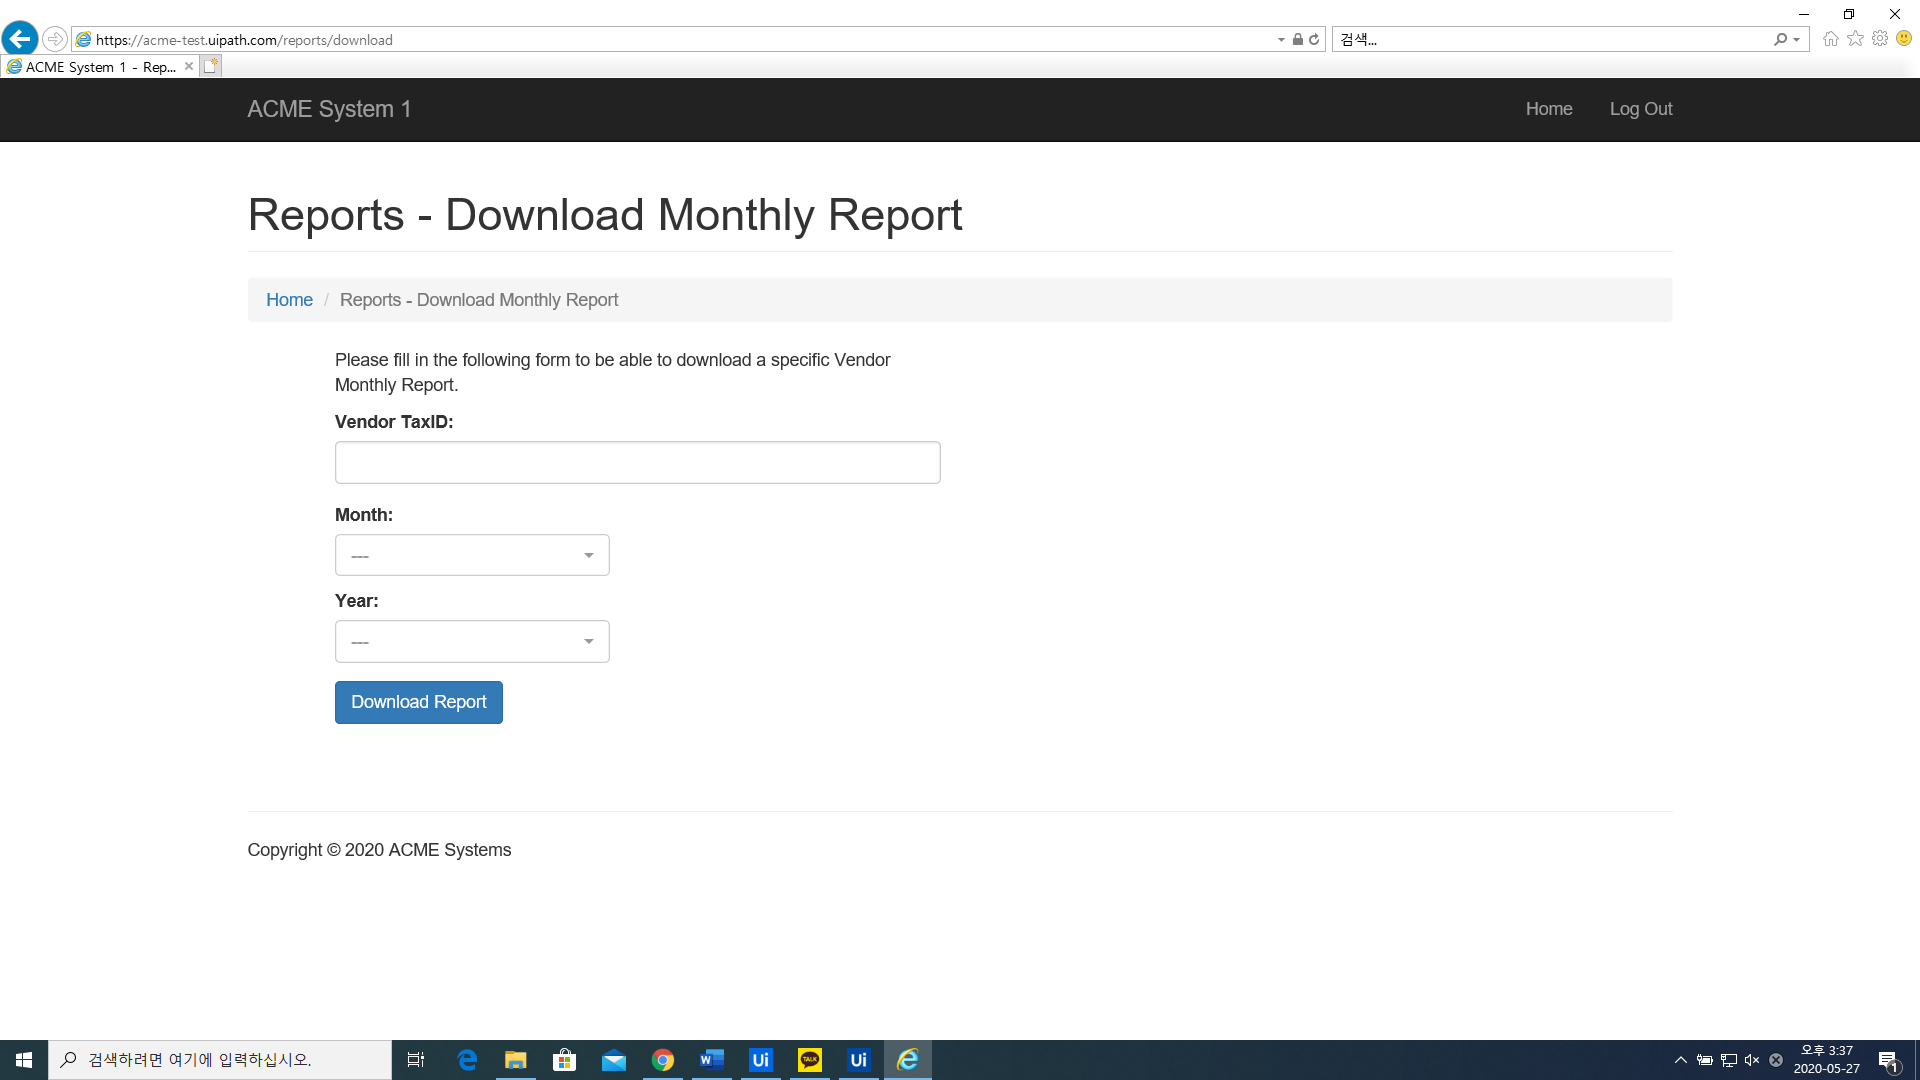 https://acme-test.uipath.com/reports/download
검색...
ACME System 1 - Rep...
ACME System 1
Home
Log Out
Reports - Download Monthly Report
Home / Reports - Download Monthly Report
Please fill in the following form to be able to download a specific Vendor
Monthly Report.
Vendor TaxID:
Month:
---
Year:
---
Download Report
Copyright © 2020 ACME Systems
검색하려면 여기에 입력하십시오.
Ui
TALK
Ui
오후 3:37
2020-05-27
1